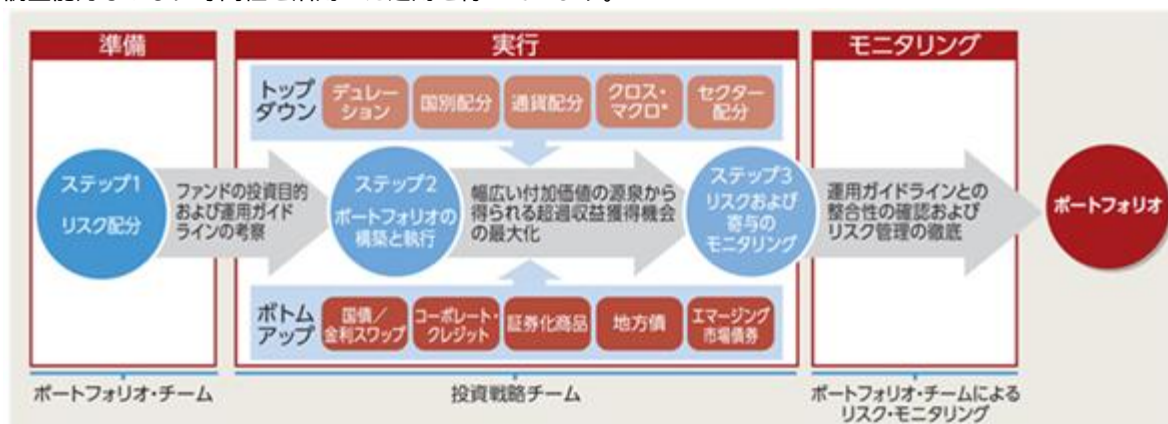 準備
実行
モニタリング
トップ
ダウン
デュレー
ション
国別配分
通貨配分
クロス・
マクロ*
セクター
配分
ステップ1
リスク配分
ファンドの投資目的
および運用ガイド
ラインの考察
ステップ2
ポートフォリオの
構築と執行
幅広い付加価値の源泉から
得られる超過収益獲得機会
の最大化
ステップ3
リスクおよび
寄与の
モニタリング
運用ガイドラインとの
整合性の確認および
リスク管理の徹底
ポートフォリオ
ボトム
アップ
国債/
金利スワップ
コーポレート・
クレジット
証券化商品
地方債
エマージング
市場債券
ポートフォリオ・チーム
投資戦略チーム
ポートフォリオ・チームによる
リスク・モニタリング